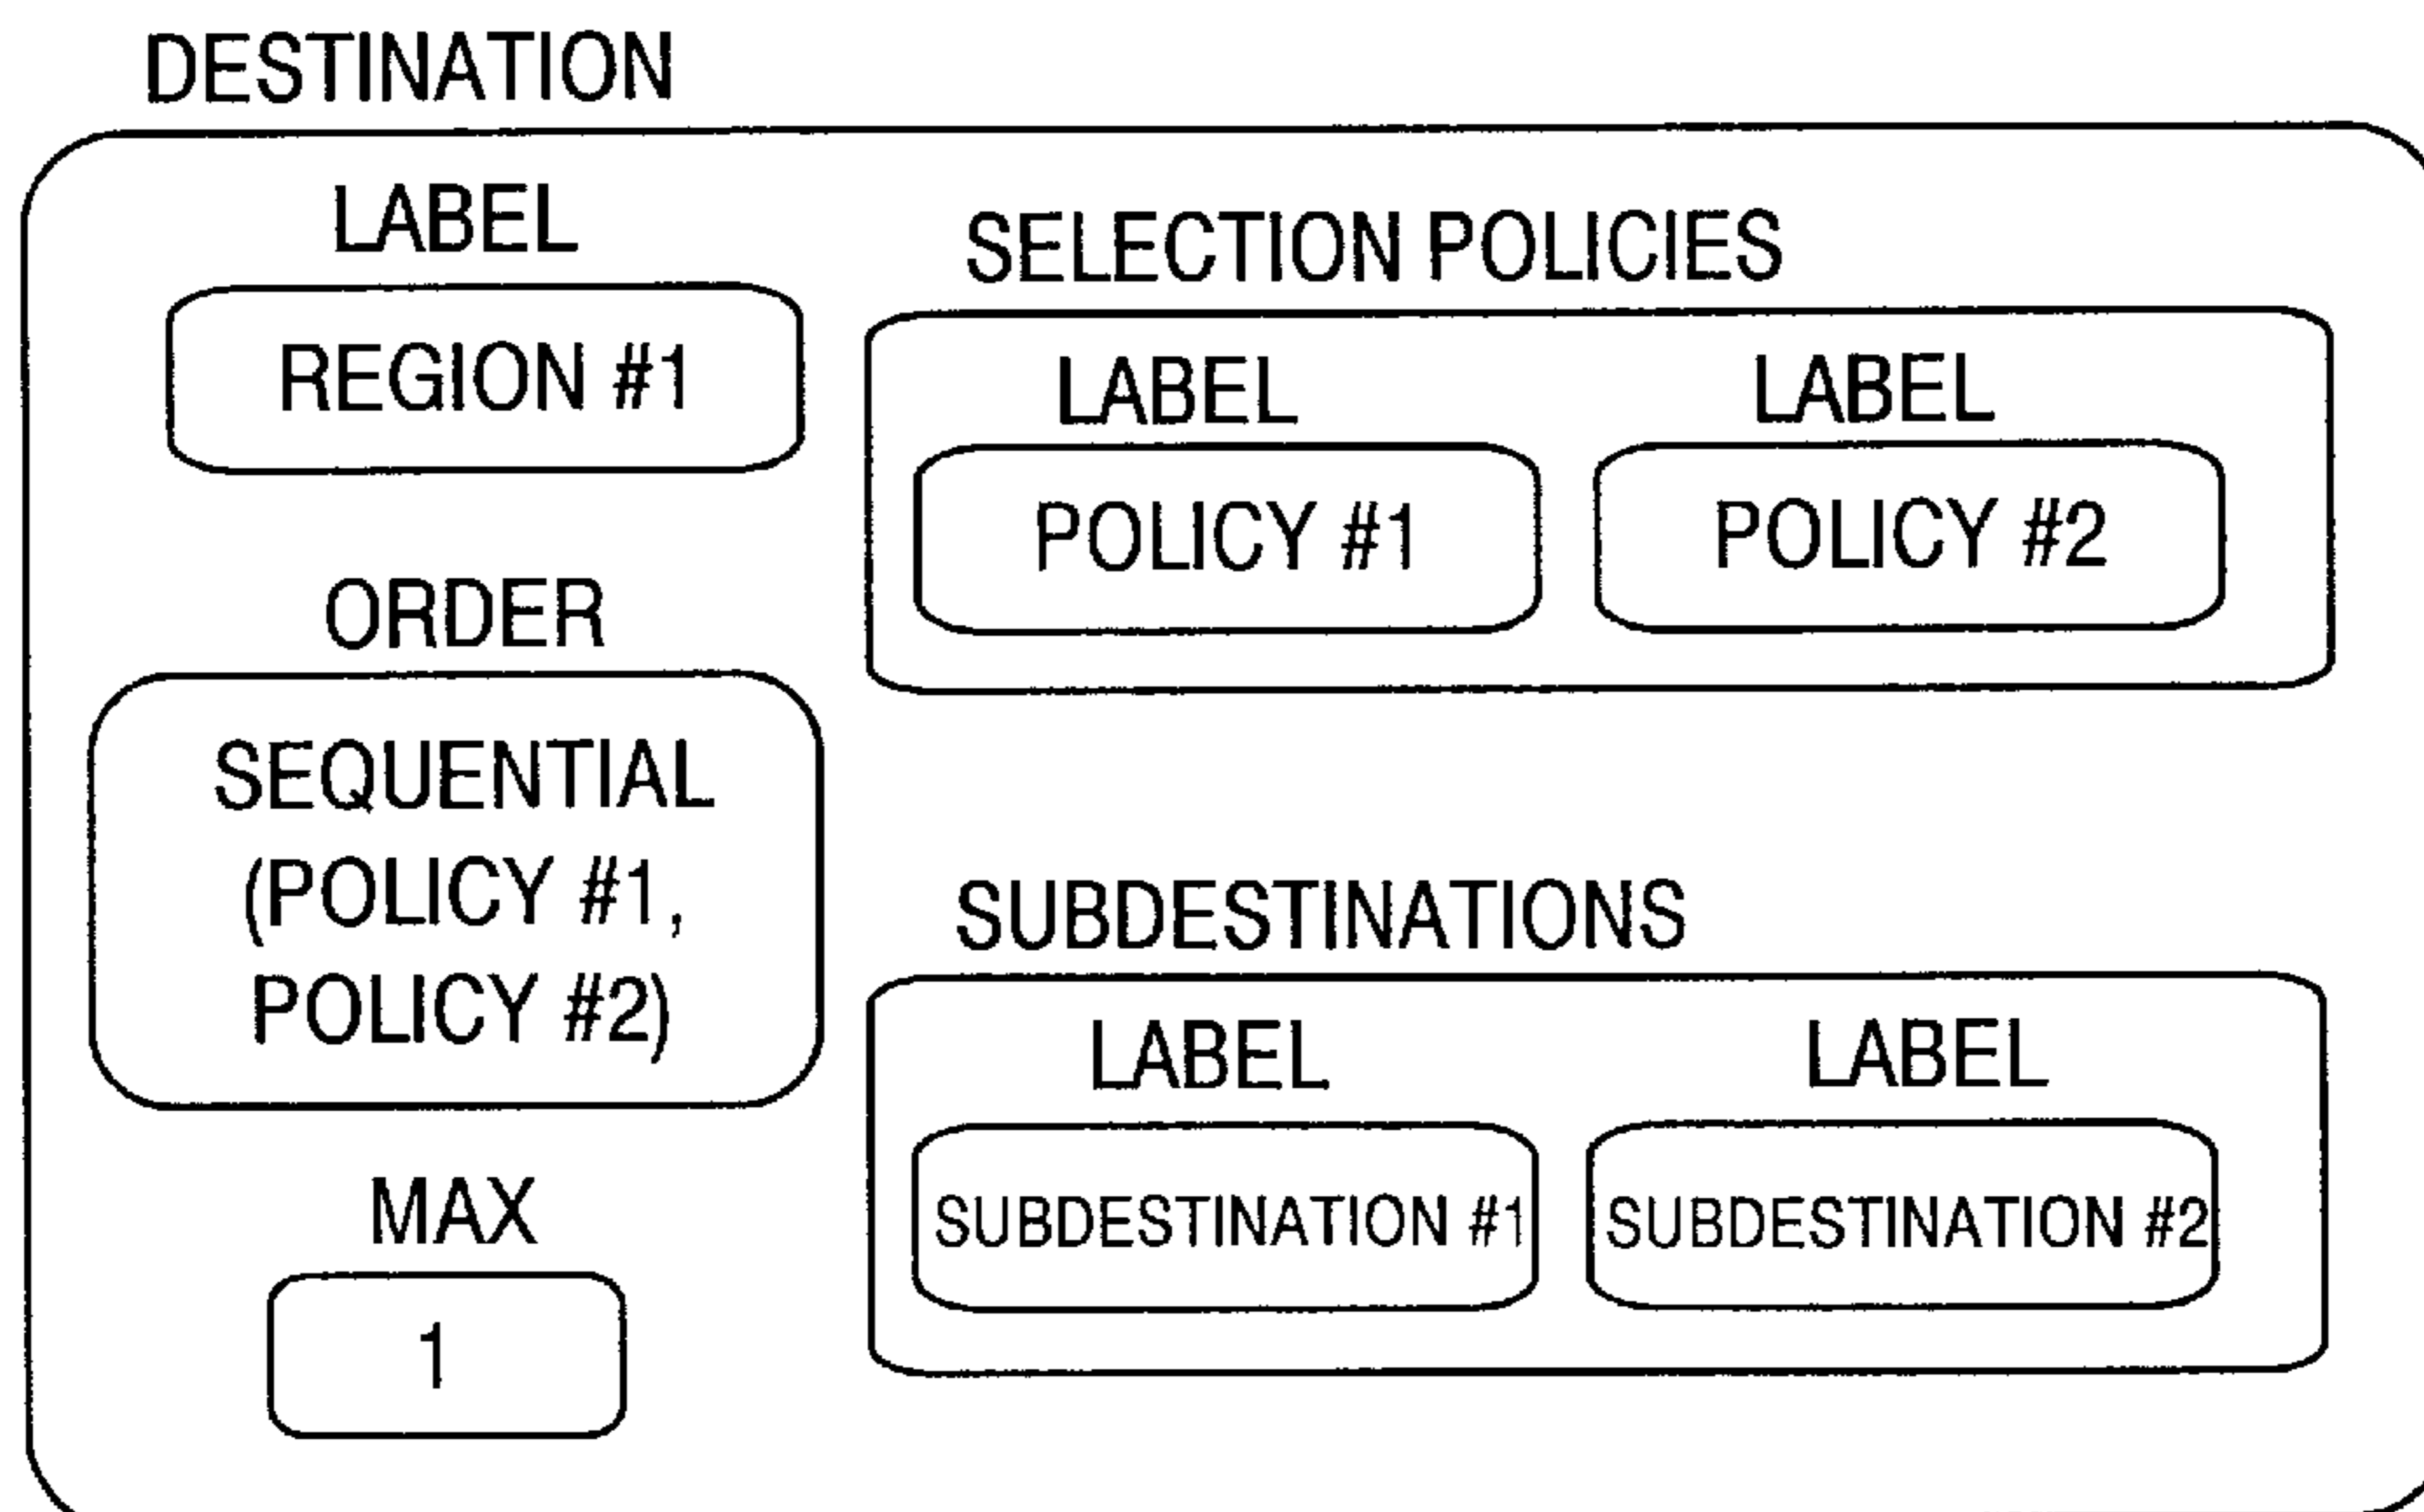 DESTINATION
LABEL
REGION #1
ORDER
SEQUENTIAL
(POLICY #1,
POLICY #2)
MAX
1
SELECTION POLICIES
LABEL
POLICY #1
LABEL
POLICY #2
SUBDESTINATIONS
LABEL
SUBDESTINATION #1
LABEL
SUBDESTINATION #2